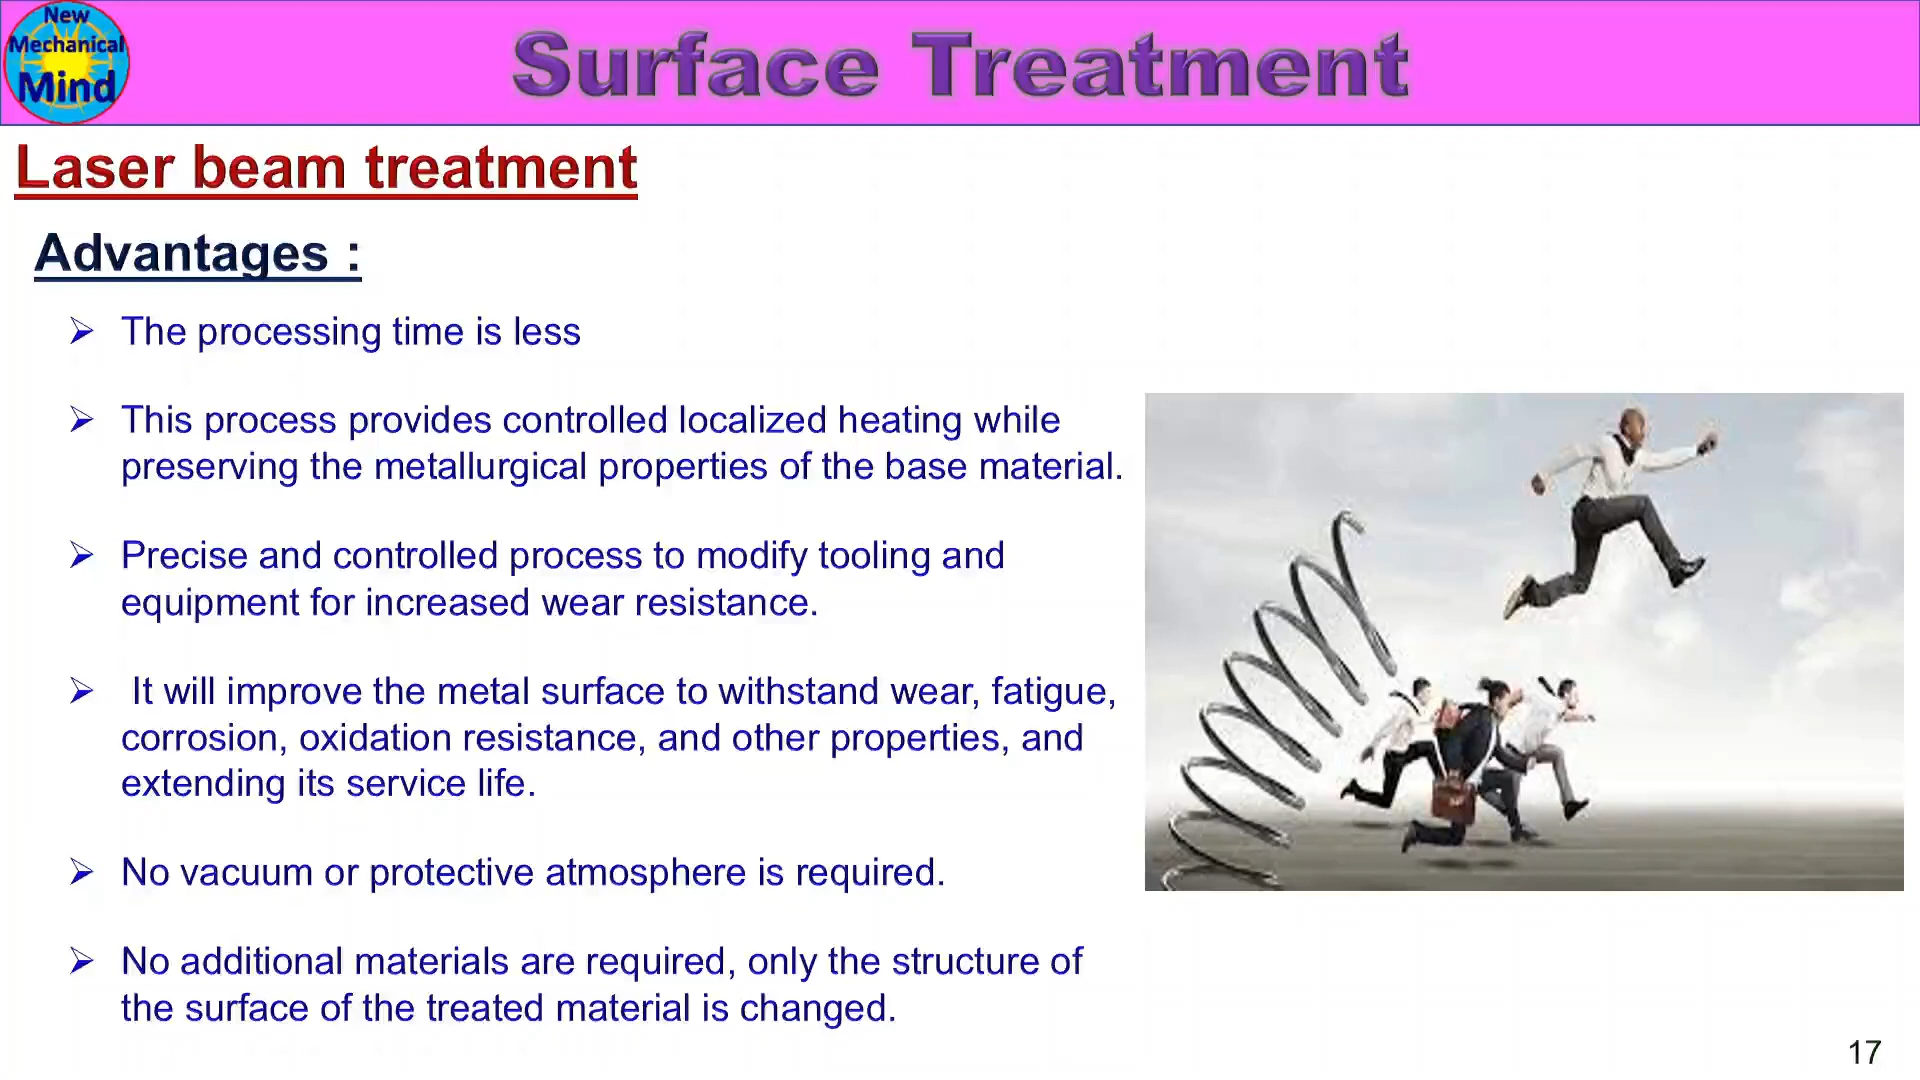 New
Mechanical
Mind
Surface Treatment
Laser beam treatment
Advantages :
➢ The processing time is less
➢ This process provides controlled localized heating while
preserving the metallurgical properties of the base material.
➢ Precise and controlled process to modify tooling and
equipment for increased wear resistance.
➢ It will improve the metal surface to withstand wear, fatigue,
corrosion, oxidation resistance, and other properties, and
extending its service life.
➢ No vacuum or protective atmosphere is required.
➢ No additional materials are required, only the structure of
the surface of the treated material is changed.
17